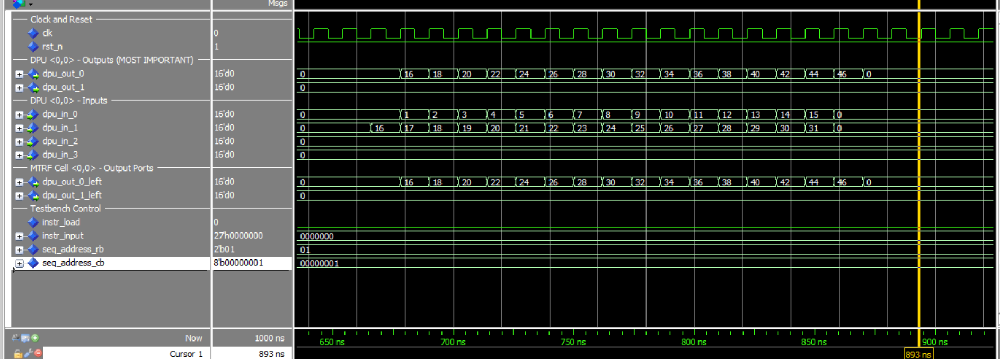 Msgs
Clock and Reset
clk 0
rst_n 1
DPU <0,0> - Outputs (MOST IMPORTANT)
dpu_out_0 16'd0 0 16 18 20 22 24 26 28 30 32 34 36 38 40 42 44 46 0
dpu_out_1 16'd0 0
DPU <0,0> - Inputs
dpu_in_0 16'd0 0 1 2 3 4 5 6 7 8 9 10 11 12 13 14 15 0
dpu_in_1 16'd0 0 16 17 18 19 20 21 22 23 24 25 26 27 28 29 30 31 0
dpu_in_2 16'd0 0
dpu_in_3 16'd0 0
MTRF Cell <0,0> - Output Ports
dpu_out_0_left 16'd0 0 16 18 20 22 24 26 28 30 32 34 36 38 40 42 44 46 0
dpu_out_1_left 16'd0 0
Testbench Control
instr_load 0
instr_input 27'h0000000 0000000
seq_address_rb 2'b01 01
seq_address_cb 8'b00000001 00000001
Now 1000 ns 650 ns 700 ns 750 ns 800 ns 850 ns 900 ns
Cursor 1 893 ns 893 ns